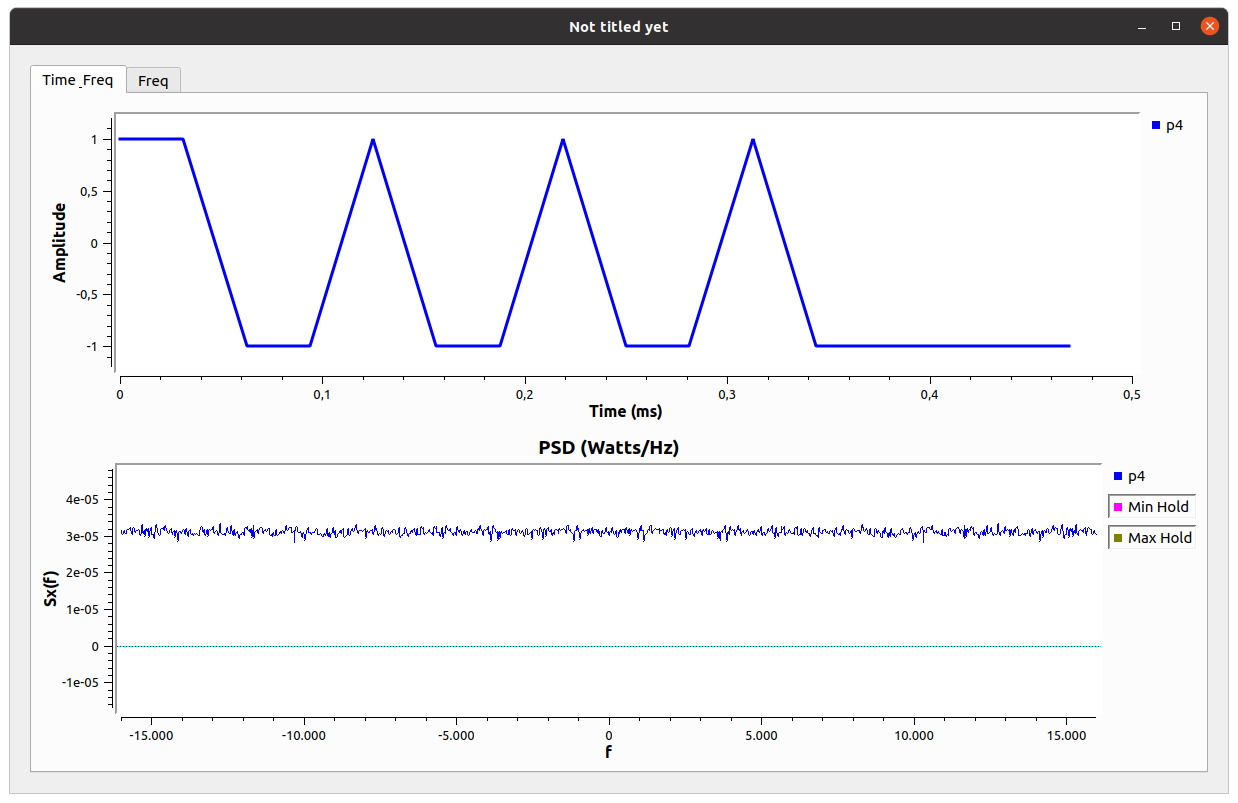 Not titled yet
Time_Freq
Freq
p4
1
0,5
0
-0,5
-1
Amplitude
0 0,1 0,2 0,3 0,4 0,5
Time (ms)
PSD (Watts/Hz)
p4
Min Hold
Max Hold
4e-05
3e-05
2e-05
1e-05
0
-1e-05
Sx(f)
-15.000 -10.000 -5.000 0 5.000 10.000 15.000
f